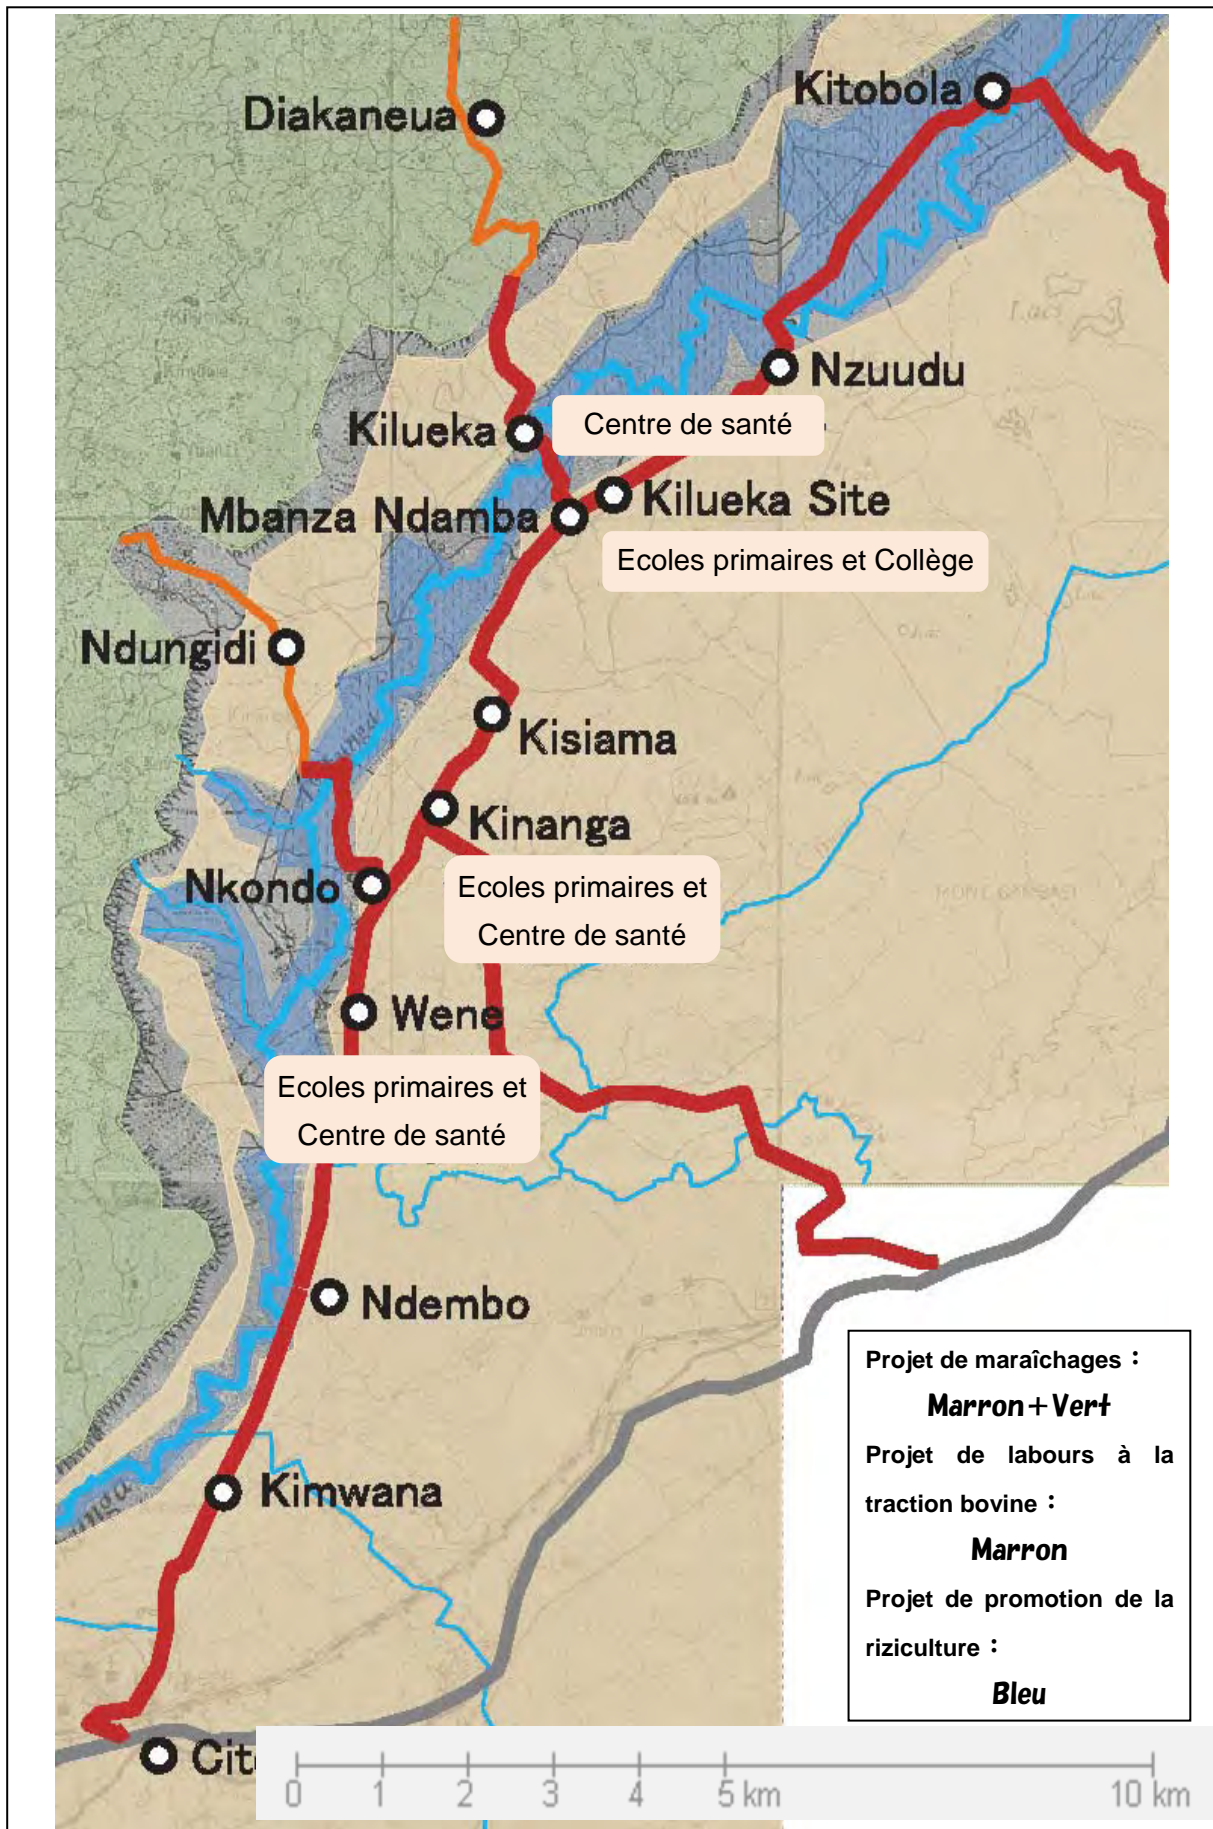 Kitobola
Diakaneua
Nzuudu
Centre de santé
Kilueka
Kilueka Site
Mbanza Ndamba
Ecoles primaires et Collège
Ndungidi
Kisiama
Kinanga
Nkondo
Ecoles primaires et
Centre de santé
Wene
Ecoles primaires et
Centre de santé
Ndembo
Kimwana
Projet de maraîchages :
Marron+Vert
Projet de labours à la
traction bovine :
Marron
Projet de promotion de la
riziculture :
Bleu
0 1 2 3 4 5 km 10 km